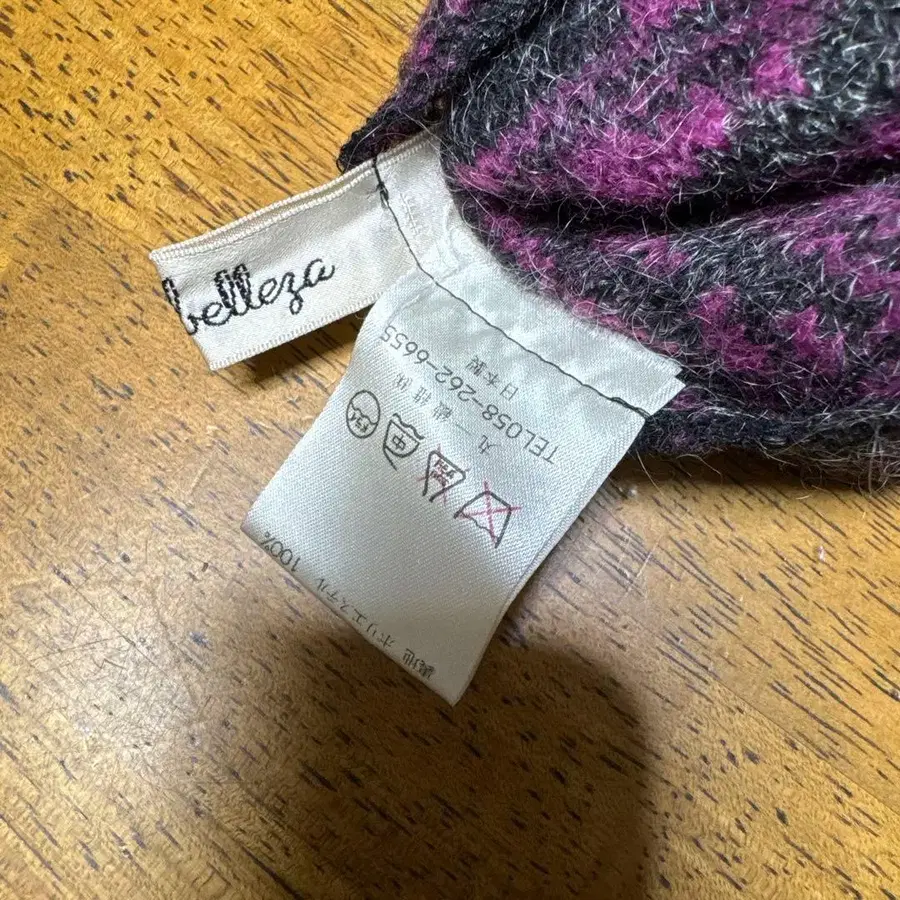 belleza
裏地 ポリエステル 100%
中
丸一繊維㈱
TEL058-262-6655
日本製